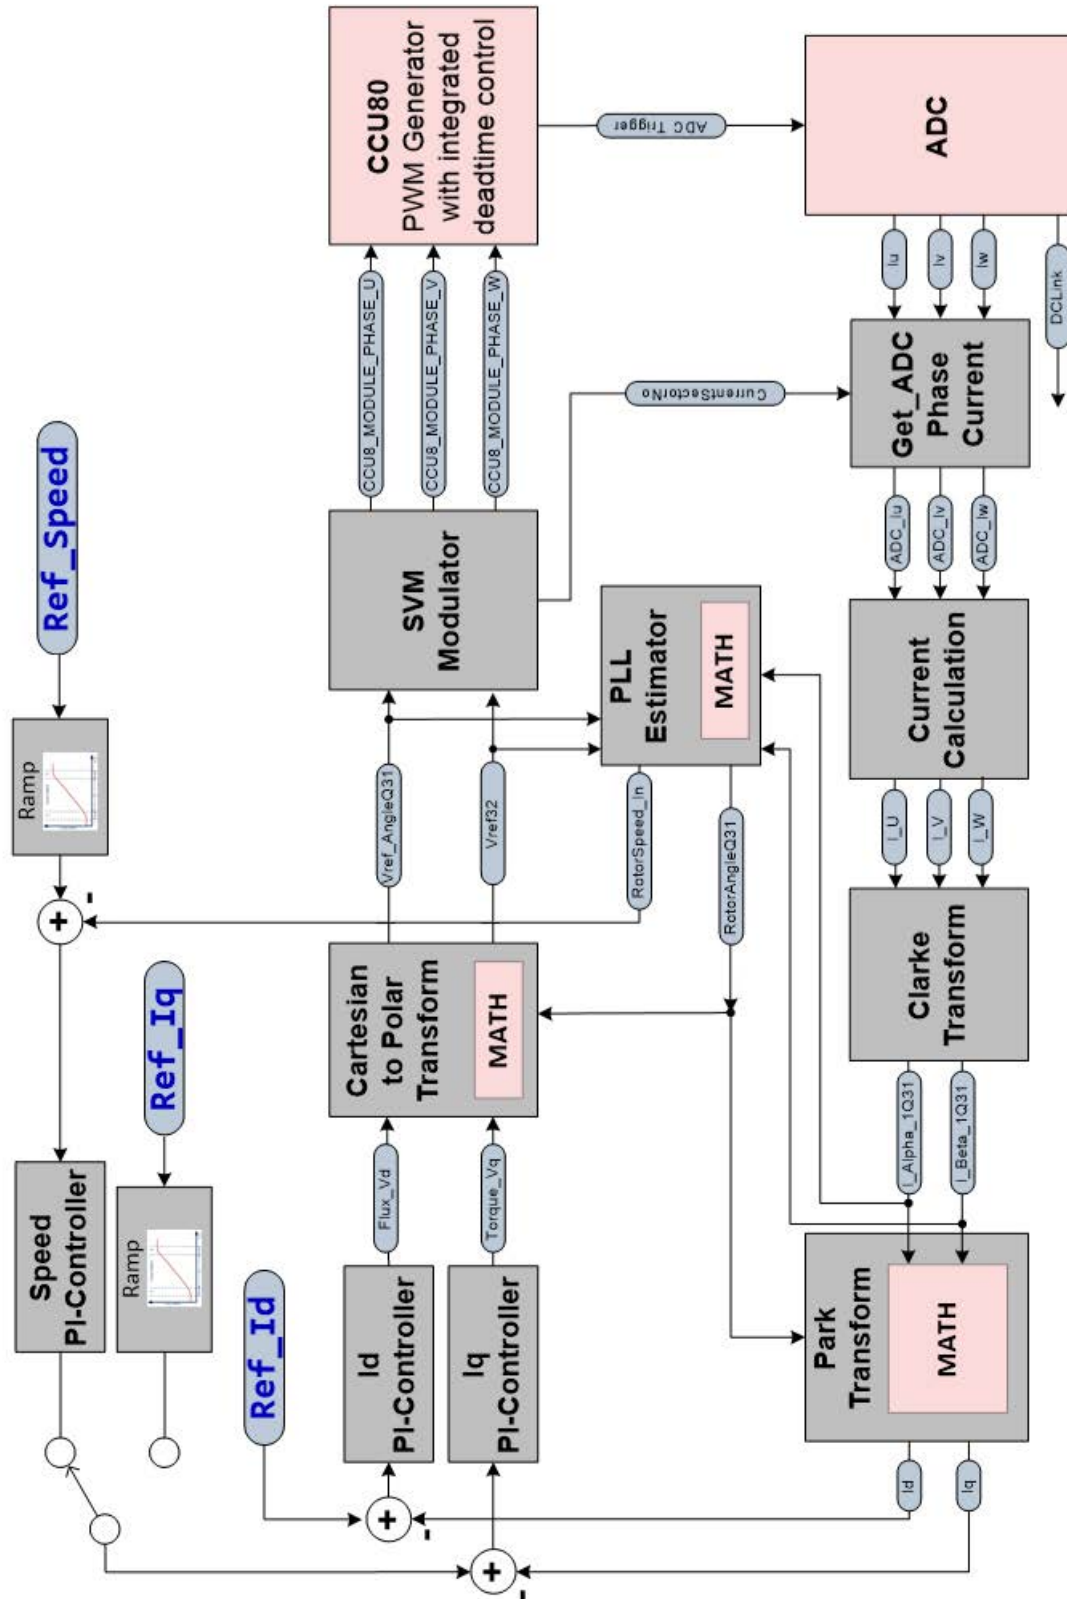 Ref_Speed
Ramp
-
+
Speed
PI-Controller
Ref_Iq
Ramp
Ref_Id
+
-
+
-
Id
PI-Controller
Iq
PI-Controller
Flux_Vd
Torque_Vq
Cartesian
to Polar
Transform
MATH
Vref_AngleQ31
Vref32
SVM
Modulator
CCU8_MODULE_PHASE_U
CCU8_MODULE_PHASE_V
CCU8_MODULE_PHASE_W
CCU80
PWM Generator
with integrated
deadtime control
RotorSpeed_In
RotorAngleQ31
PLL
Estimator
MATH
CurrentSectorNo
ADC Trigger
Park
Transform
MATH
Id
Iq
I_Alpha_1Q31
I_Beta_1Q31
Clarke
Transform
I_U
I_V
I_W
Current
Calculation
ADC_Iu
ADC_Iv
ADC_Iw
Get_ADC
Phase
Current
Iu
Iv
Iw
DCLink
ADC